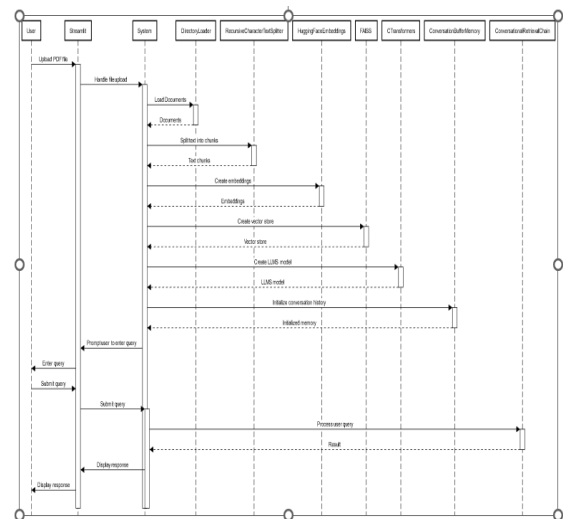 User
Streamlit
System
DirectoryLoader
RecursiveCharacterTextSplitter
HuggingFaceEmbeddings
FAISS
CTransformers
ConversationBufferMemory
ConversationalRetrievalChain
Upload PDF file
Handle file upload
Load Documents
Documents
Split text into chunks
Text chunks
Create embeddings
Embeddings
Create vector store
Vector store
Create LLMS model
LLMS model
Initialize conversation history
Initialized memory
Prompt user to enter query
Enter query
Submit query
Submit query
Process user query
Result
Display response
Display response